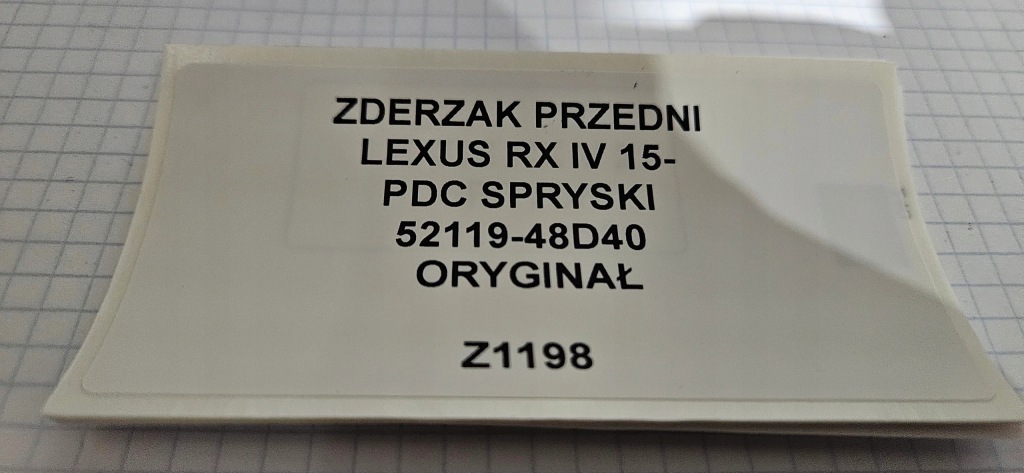 ZDERZAK PRZEDNI
LEXUS RX IV 15-
PDC SPRYSKI
52119-48D40
ORYGINAŁ
Z1198